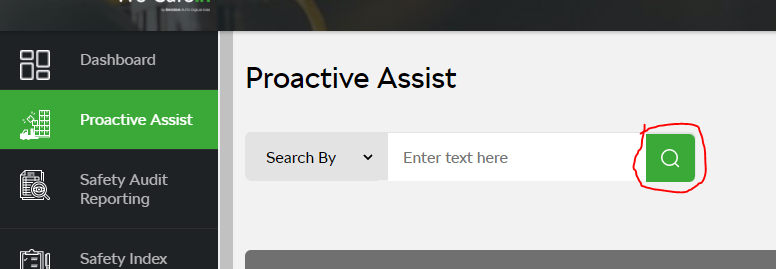 Dashboard
Proactive Assist
Proactive Assist
Search By
Enter text here
Safety Audit
Reporting
Safety Index